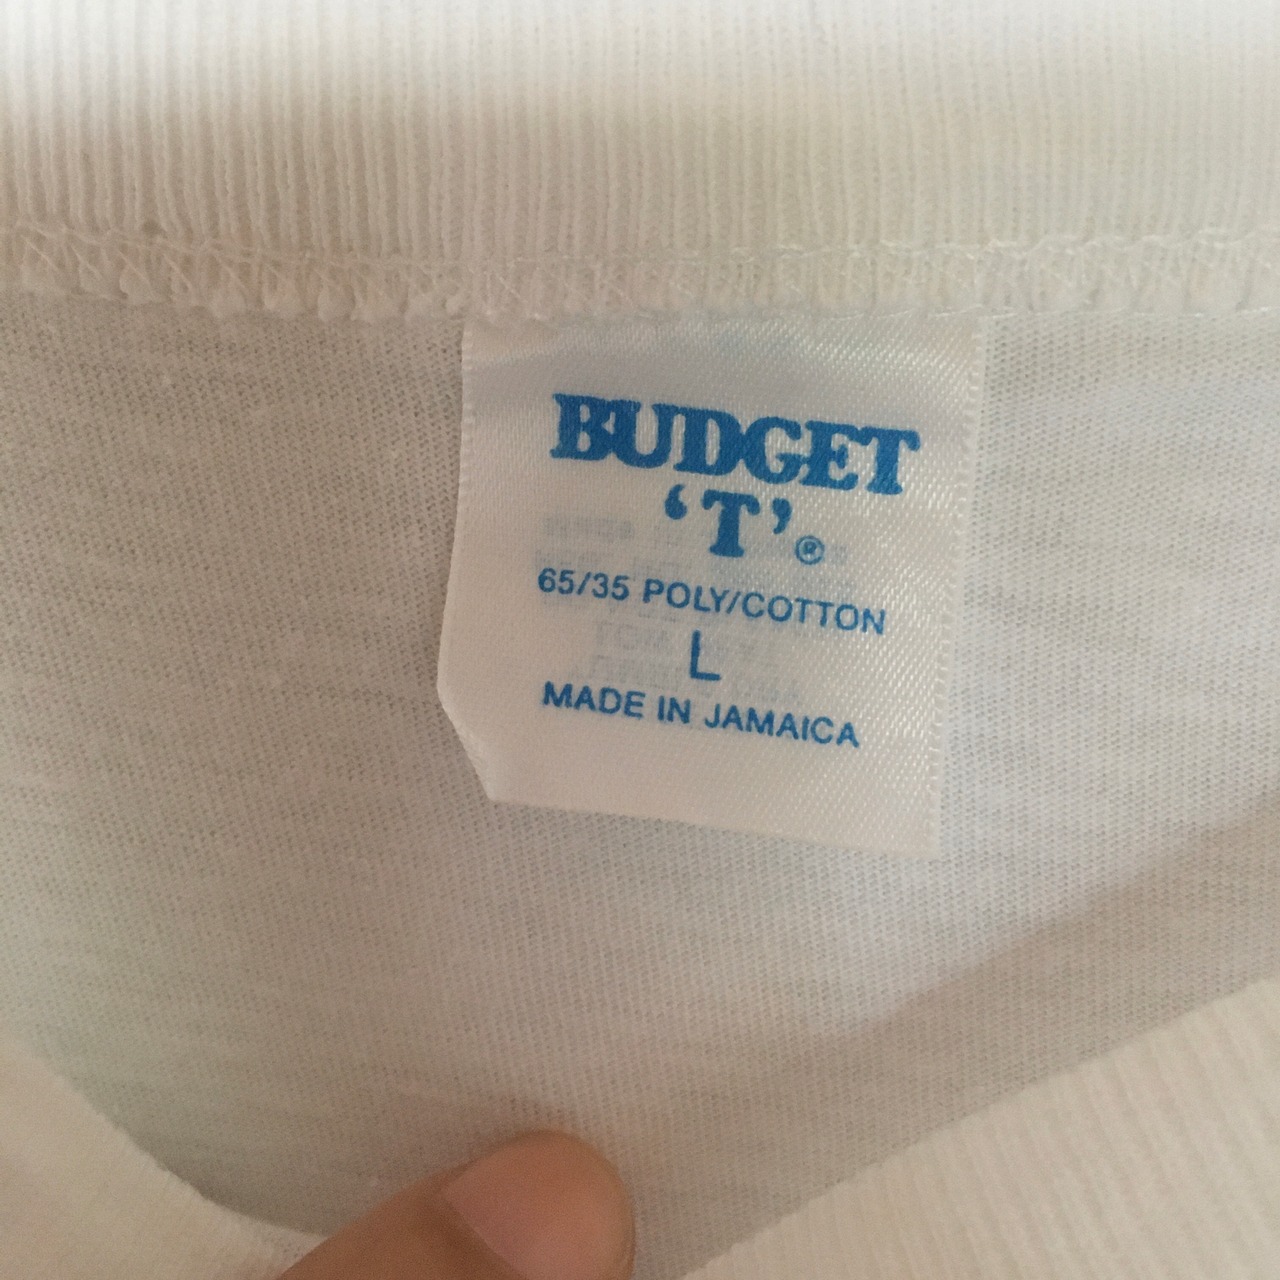 BUDGET
‘T’®
65/35 POLY/COTTON
L
MADE IN JAMAICA